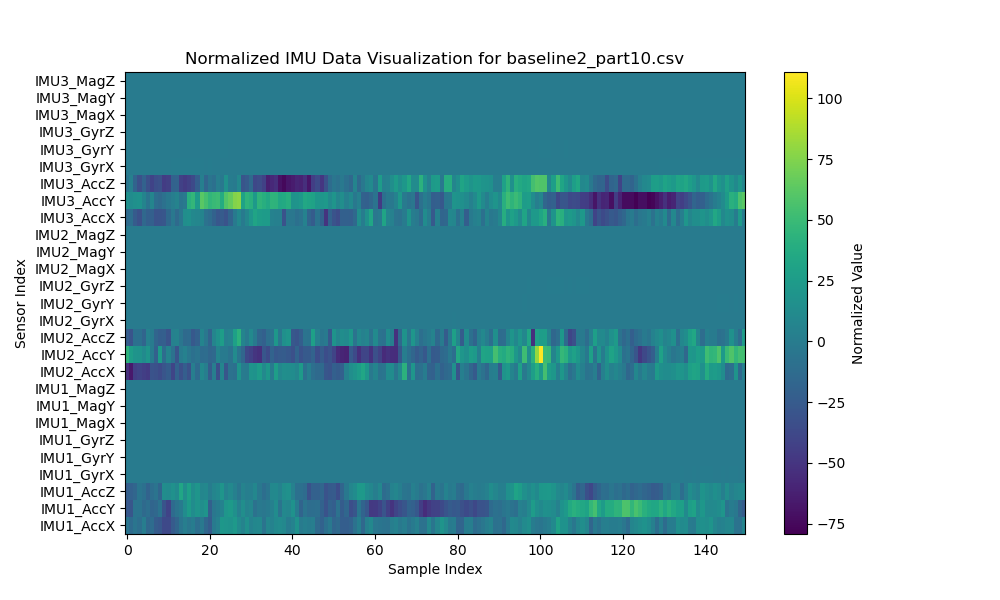 Normalized IMU Data Visualization for baseline2_part10.csv
IMU3_MagZ
IMU3_MagY
IMU3_MagX
IMU3_GyrZ
IMU3_GyrY
IMU3_GyrX
IMU3_AccZ
IMU3_AccY
IMU3_AccX
IMU2_MagZ
IMU2_MagY
IMU2_MagX
IMU2_GyrZ
IMU2_GyrY
IMU2_GyrX
IMU2_AccZ
IMU2_AccY
IMU2_AccX
IMU1_MagZ
IMU1_MagY
IMU1_MagX
IMU1_GyrZ
IMU1_GyrY
IMU1_GyrX
IMU1_AccZ
IMU1_AccY
IMU1_AccX
Sensor Index
0 20 40 60 80 100 120 140
Sample Index
100
75
50
25
0
−25
−50
−75
Normalized Value